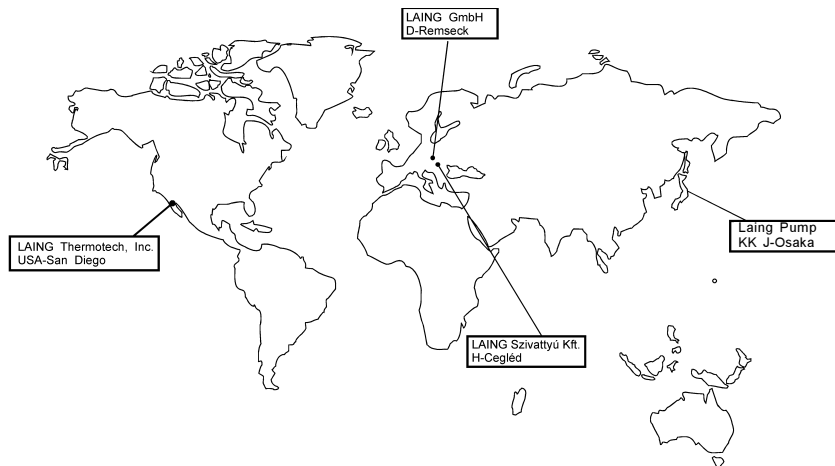 LAING GmbH
D-Remseck
LAING Thermotech, Inc.
USA-San Diego
Laing Pump
KK J-Osaka
LAING Szivattyú Kft.
H-Cegléd